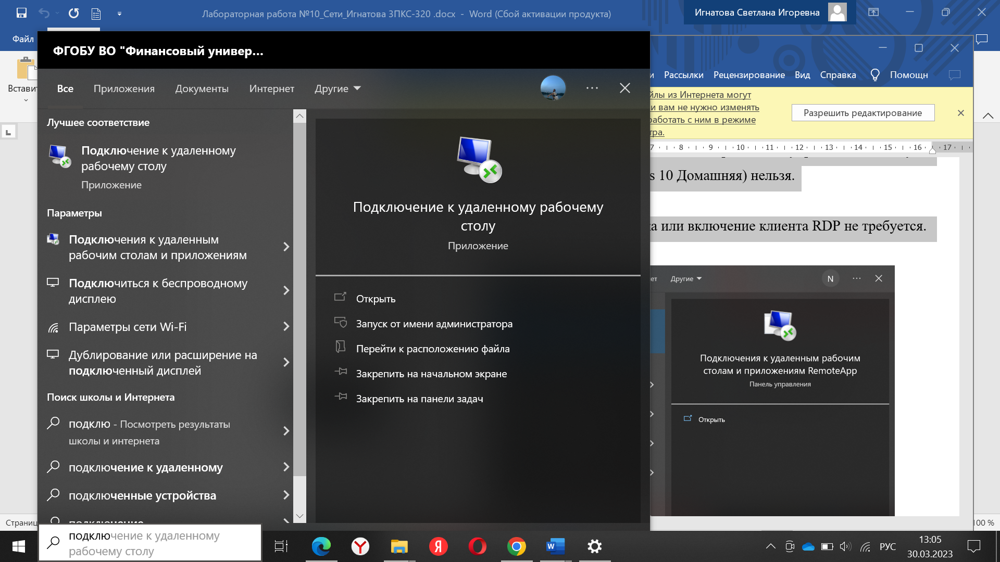 Лабораторная работа №10_Сети_Игнатова 3ПКС-320 .docx - Word (Сбой активации продукта)
Игнатова Светлана Игоревна
Файл
Вставит
ФГОБУ ВО "Финансовый универ...
Все
Приложения
Документы
Интернет
Другие
Лучшее соответствие
Подключение к удаленному
рабочему столу
Приложение
Параметры
Подключения к удаленным
рабочим столам и приложениям
Подключиться к беспроводному
дисплею
Параметры сети Wi-Fi
Дублирование или расширение на
подключенный дисплей
Поиск школы и Интернета
подклю - Посмотреть результаты
школы и интернета
подключение к удаленному
подключенные устройства
подключение
подключение к удаленному
рабочему столу
Подключение к удаленному рабочему
столу
Приложение
Открыть
Запуск от имени администратора
Перейти к расположению файла
Закрепить на начальном экране
Закрепить на панели задач
и Рассылки Рецензирование Вид Справка Помощн
йлы из Интернета могут
и вам не нужно изменять
работать с ним в режиме
тра.
Разрешить редактирование
7 8 9 10 11 12 13 14 15 16 17
s 10 Домашняя) нельзя.
ка или включение клиента RDP не требуется.
ет Другие N
Подключения к удаленным рабочим
столам и приложениям RemoteApp
Панель управления
Открыть
Страниц
100 %
РУС
13:05
30.03.2023